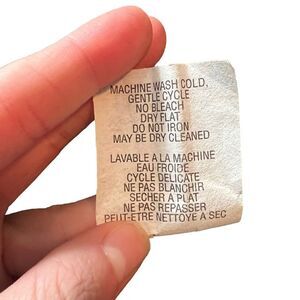 MACHINE WASH COLD,
GENTLE CYCLE
NO BLEACH
DRY FLAT
DO NOT IRON
MAY BE DRY CLEANED
LAVABLE A LA MACHINE
EAU FROIDE
CYCLE DELICATE
NE PAS BLANCHIR
SECHER A PLAT
NE PAS REPASSER
PEUT-ETRE NETTOYE A SEC